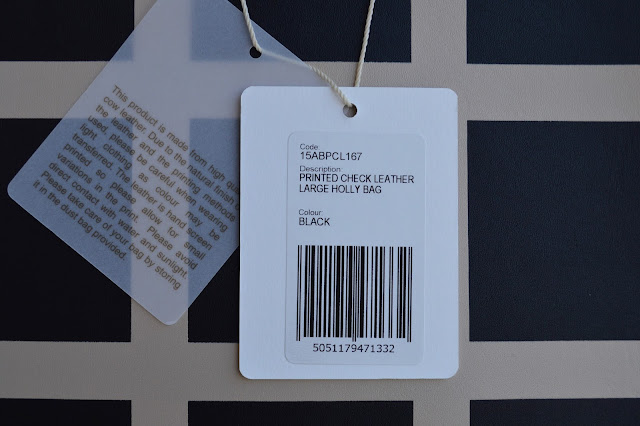 This product is made from high
cow leather. Due to the natural finish
the leather and the printing methods
used, please be careful when wearing
light clothing as colour may be
transferred. The leather is hand screen
printed so please allow for small
variations in the print. Please avoid
direct contact with water and sunlight
Please take care of your bag by storing
it in the dust bag provided.
Code
15ABPCL167
Description
PRINTED CHECK LEATHER
LARGE HOLLY BAG
Colour
BLACK
5051179471332